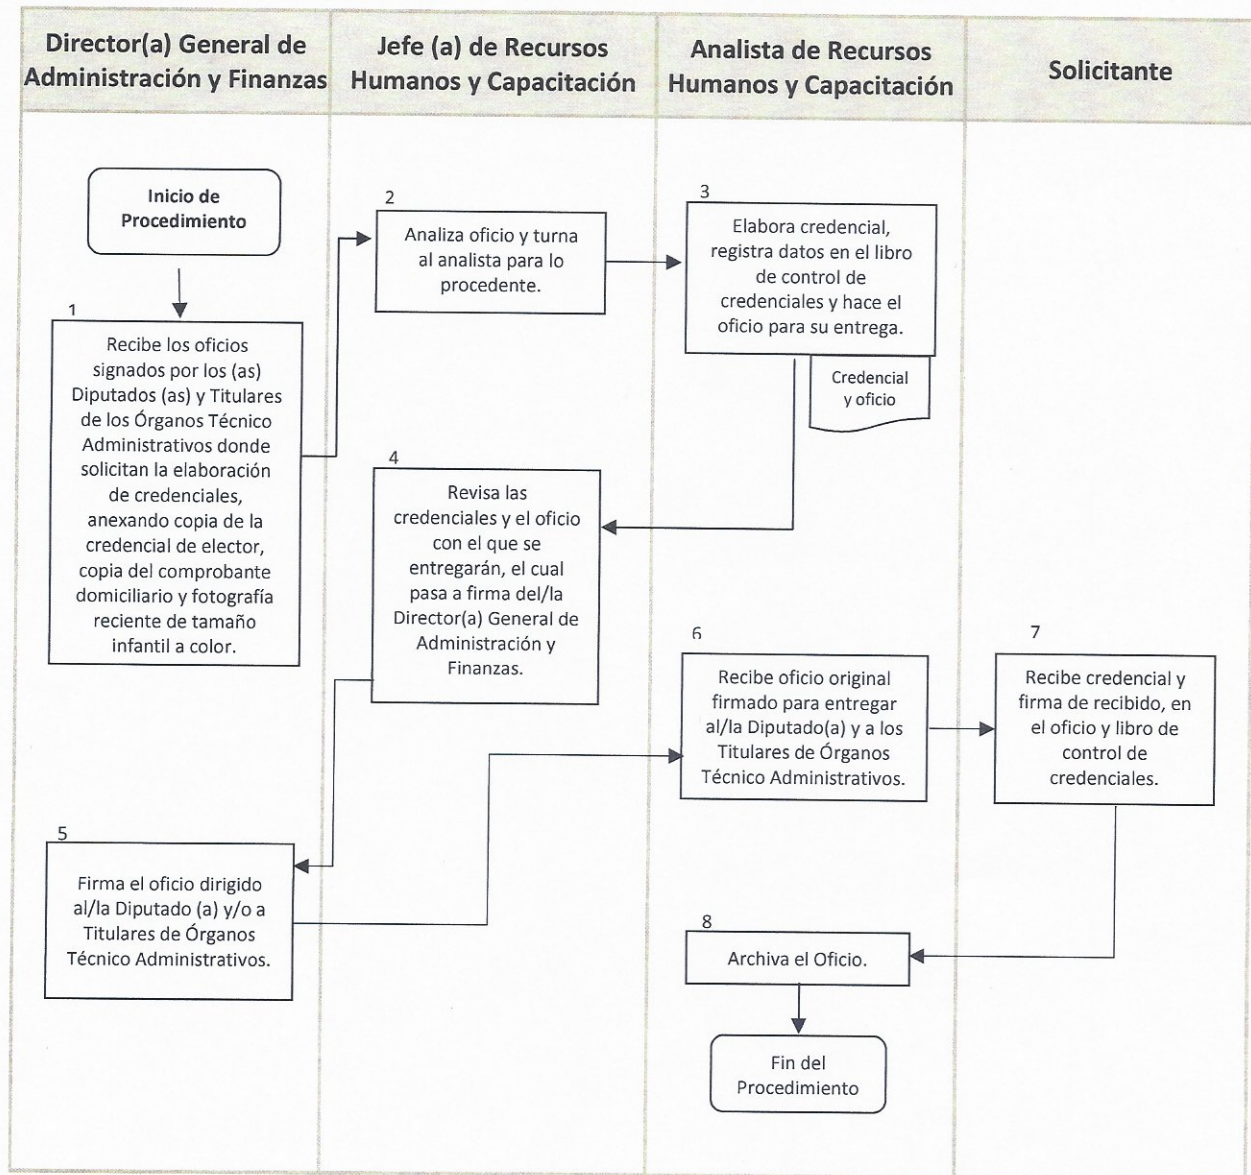 Director(a) General de
Administración y Finanzas
Jefe (a) de Recursos
Humanos y Capacitación
Analista de Recursos
Humanos y Capacitación
Solicitante
Inicio de
Procedimiento
1
Recibe los oficios
signados por los (as)
Diputados (as) y Titulares
de los Órganos Técnico
Administrativos donde
solicitan la elaboración
de credenciales,
anexando copia de la
credencial de elector,
copia del comprobante
domiciliario y fotografía
reciente de tamaño
infantil a color.
2
Analiza oficio y turna
al analista para lo
procedente.
3
Elabora credencial,
registra datos en el libro
de control de
credenciales y hace el
oficio para su entrega.
Credencial
y oficio
4
Revisa las
credenciales y el oficio
con el que se
entregarán, el cual
pasa a firma del/la
Director(a) General de
Administración y
Finanzas.
5
Firma el oficio dirigido
al/la Diputado (a) y/o a
Titulares de Órganos
Técnico Administrativos.
6
Recibe oficio original
firmado para entregar
al/la Diputado(a) y a los
Titulares de Órganos
Técnico Administrativos.
7
Recibe credencial y
firma de recibido, en
el oficio y libro de
control de
credenciales.
8
Archiva el Oficio.
Fin del
Procedimiento